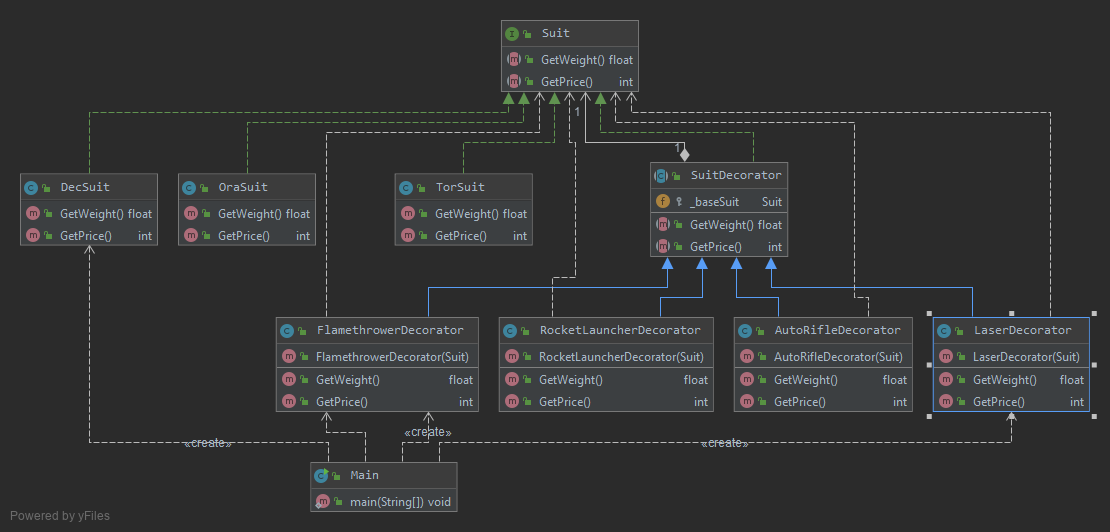 Suit
GetWeight() float
GetPrice() int
1
1
DecSuit
GetWeight() float
GetPrice() int
OraSuit
GetWeight() float
GetPrice() int
TorSuit
GetWeight() float
GetPrice() int
SuitDecorator
_baseSuit Suit
GetWeight() float
GetPrice() int
FlamethrowerDecorator
FlamethrowerDecorator(Suit)
GetWeight() float
GetPrice() int
RocketLauncherDecorator
RocketLauncherDecorator(Suit)
GetWeight() float
GetPrice() int
AutoRifleDecorator
AutoRifleDecorator(Suit)
GetWeight() float
GetPrice() int
LaserDecorator
LaserDecorator(Suit)
GetWeight() float
GetPrice() int
«create»
«create»
«create»
Main
main(String[]) void
Powered by yFiles